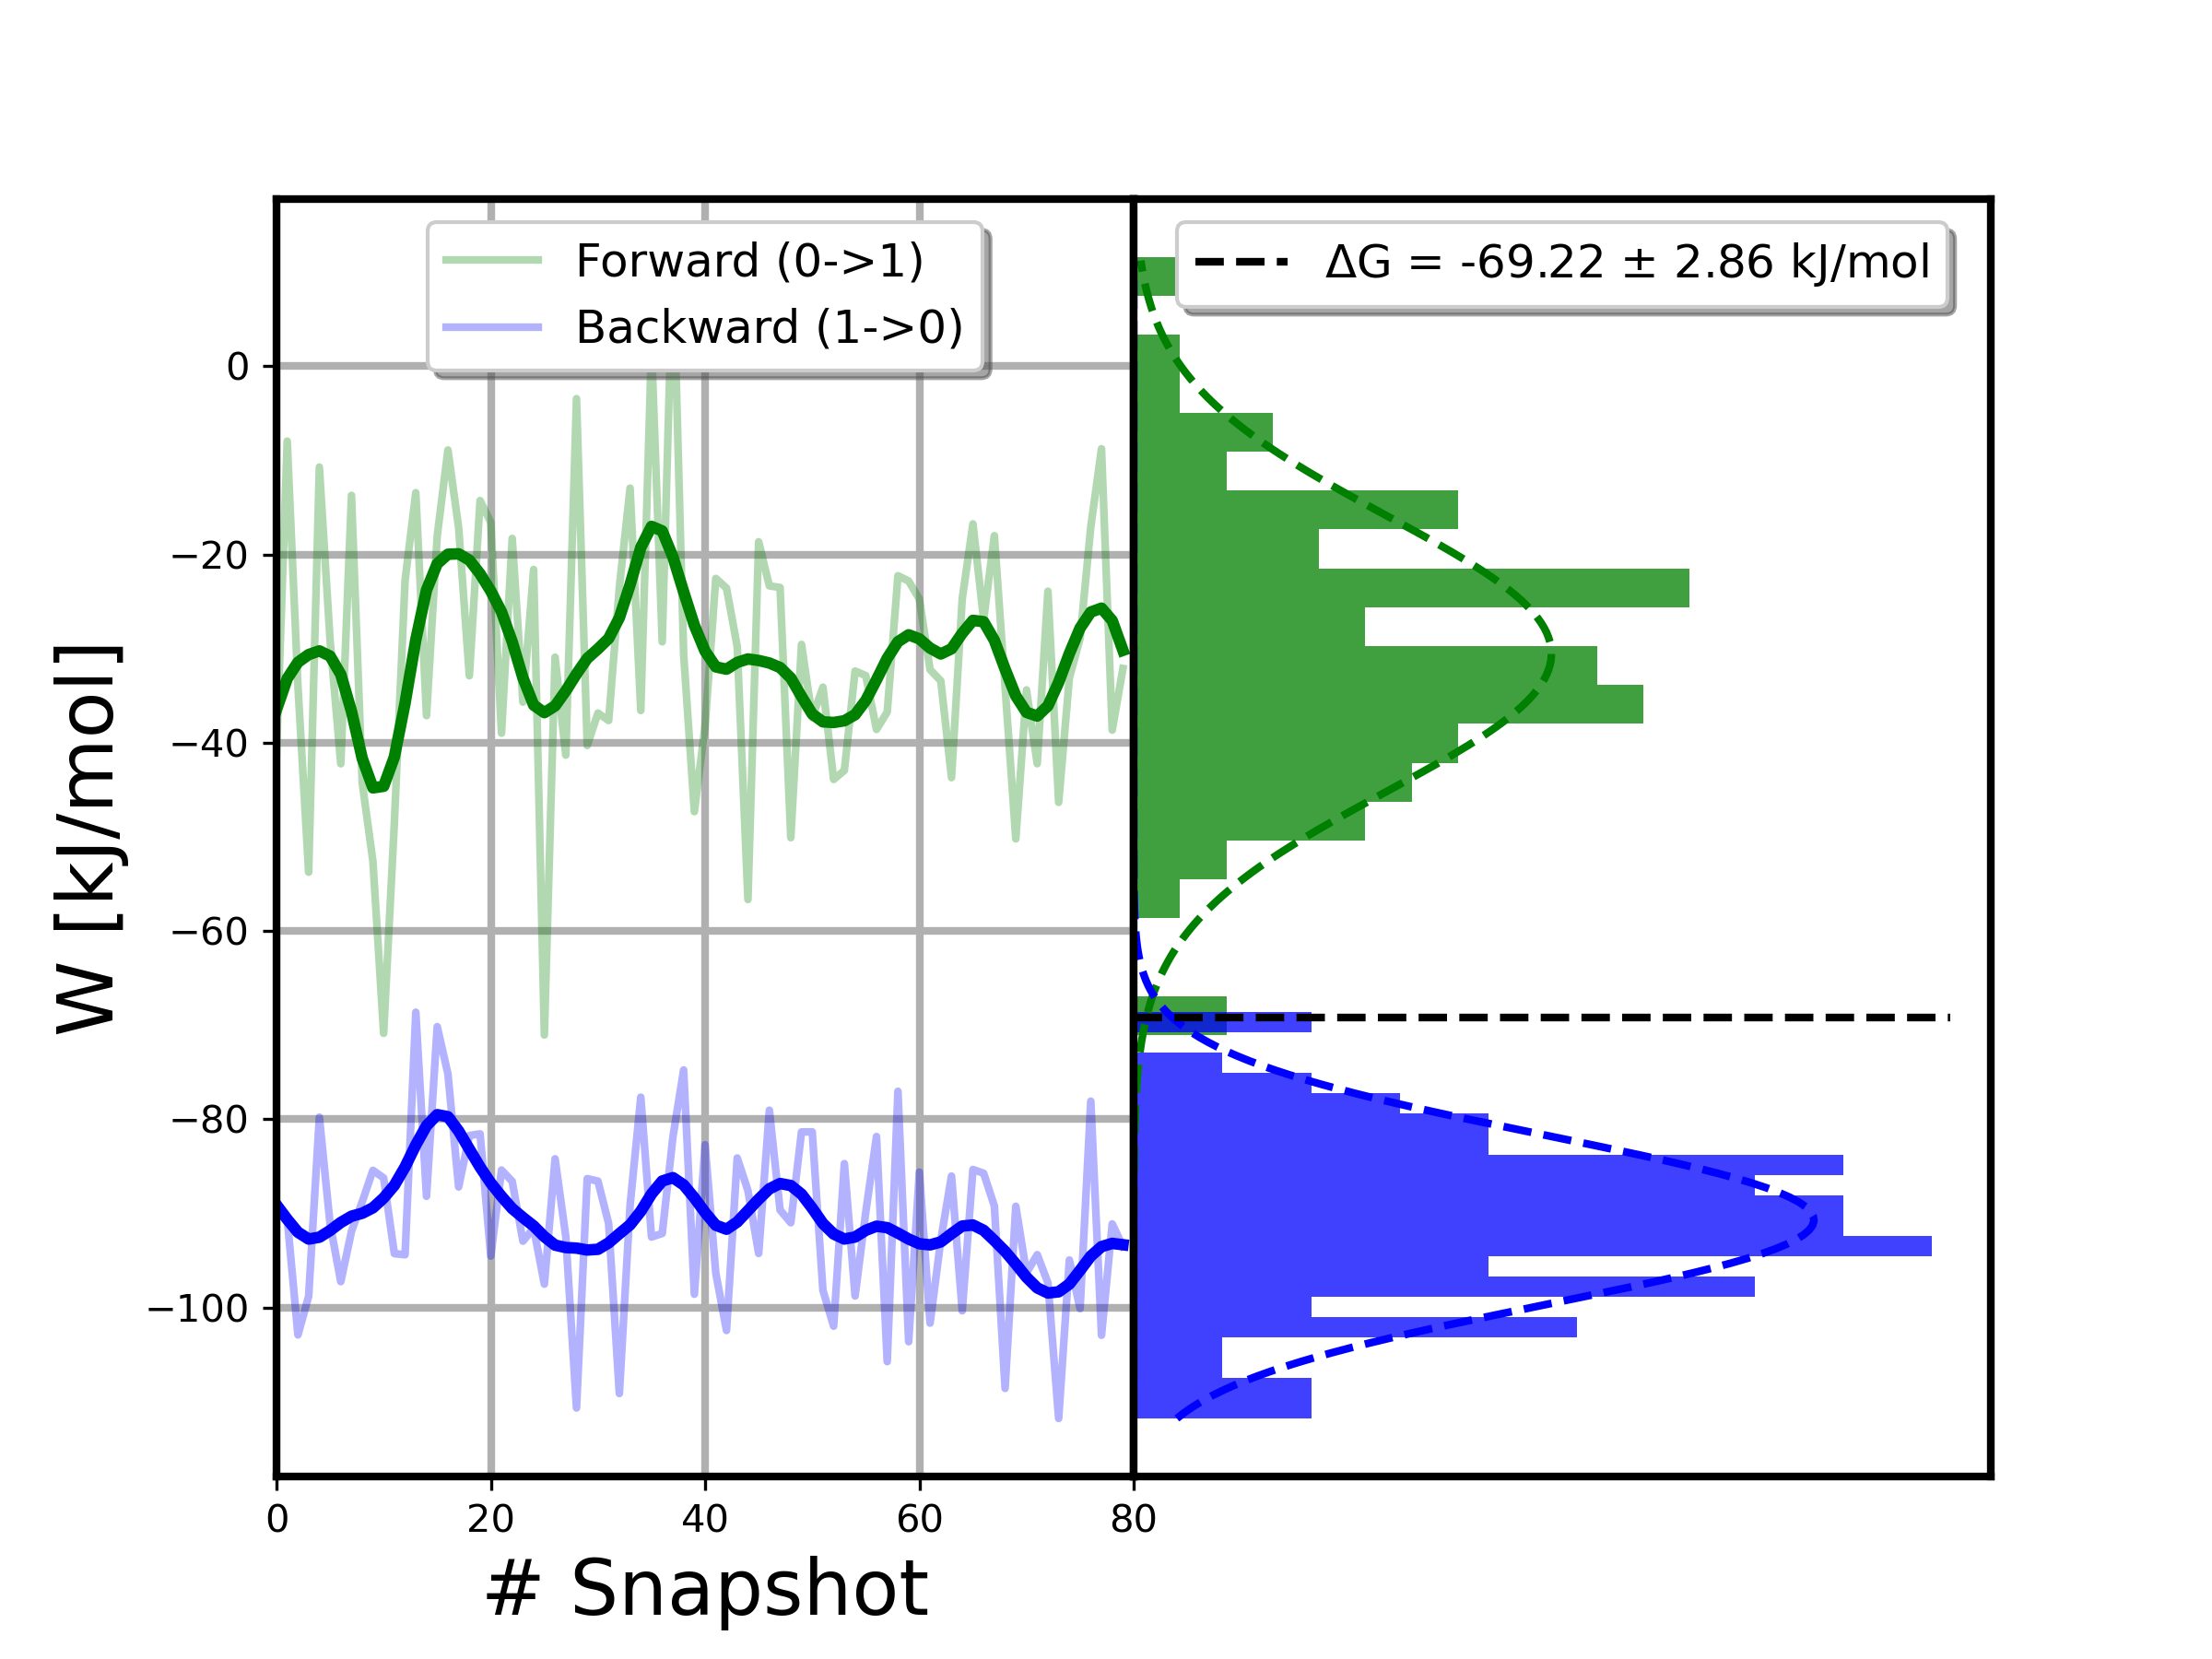 Forward (0->1)
Backward (1->0)
ΔG = -69.22 ± 2.86 kJ/mol
W [kJ/mol]
0
−20
−40
−60
−80
−100
0 20 40 60 80
# Snapshot